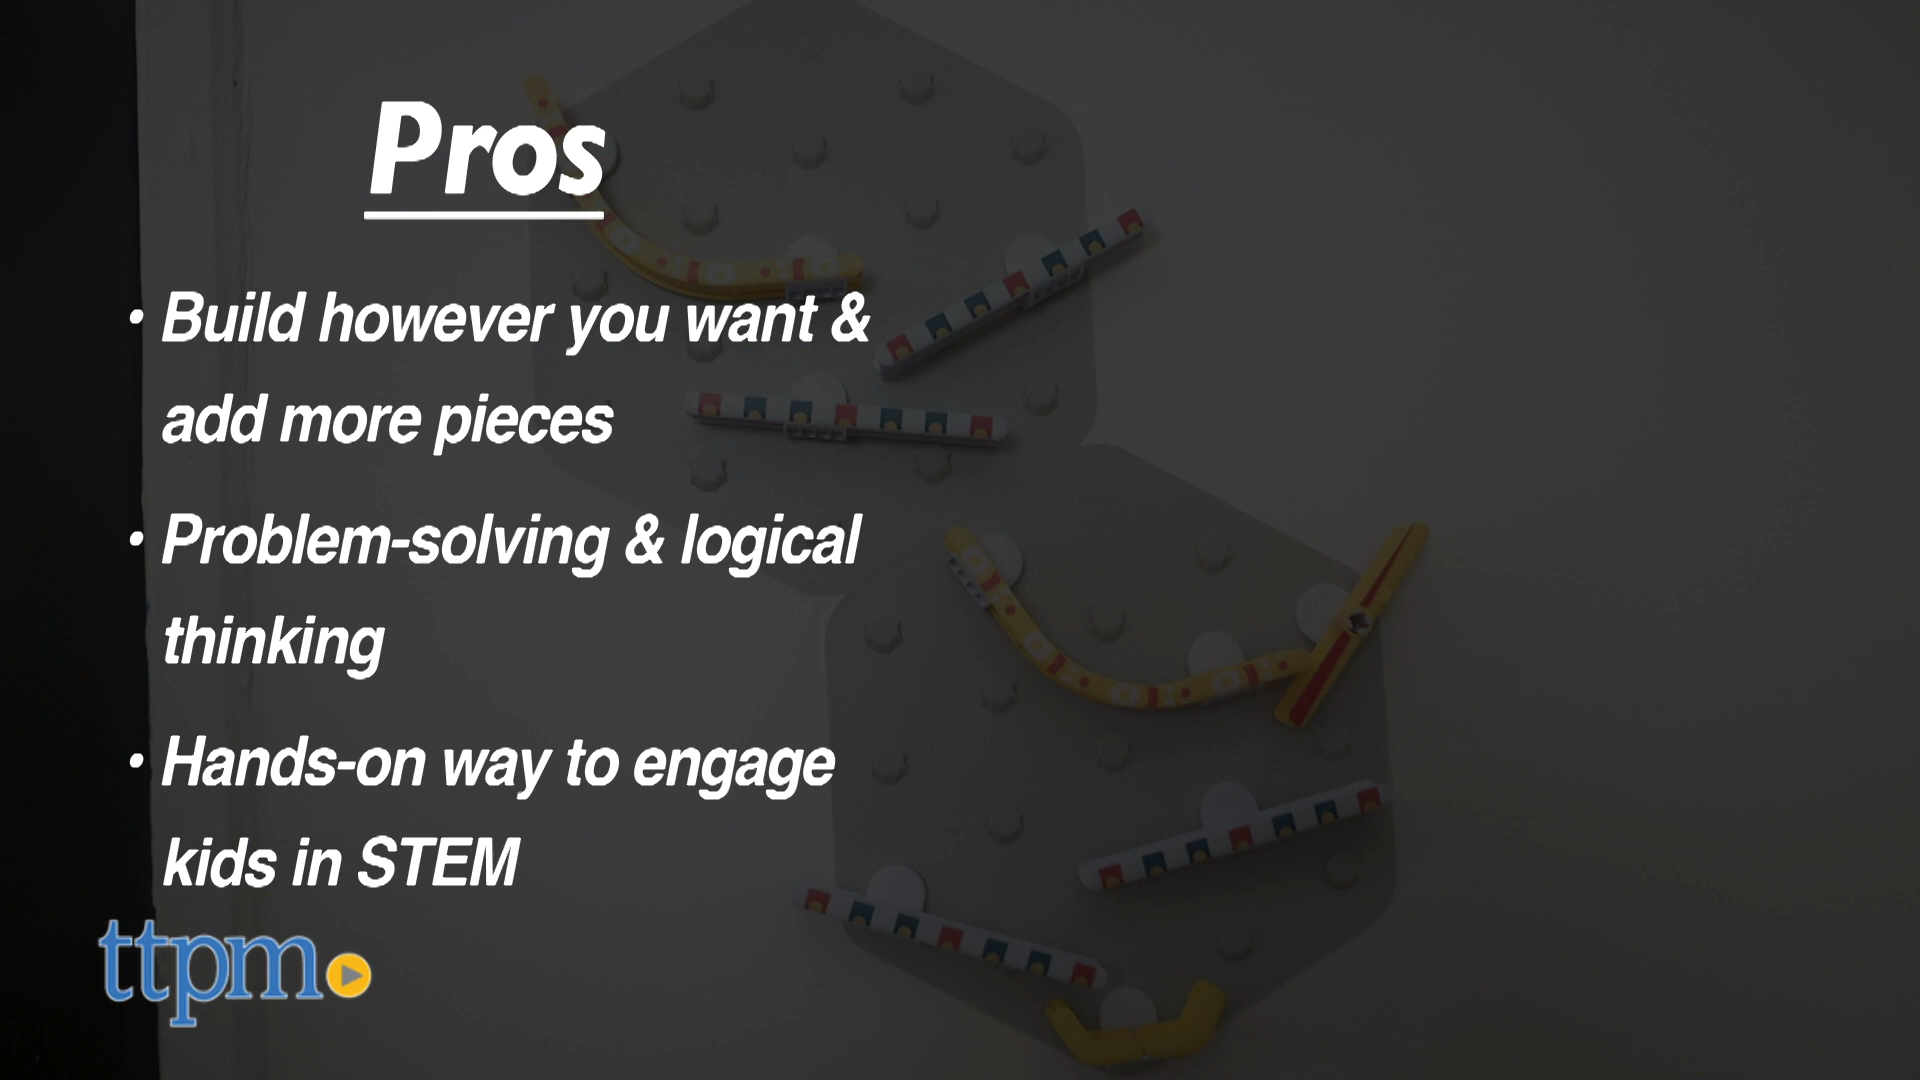 Pros
• Build however you want &
add more pieces
• Problem-solving & logical
thinking
• Hands-on way to engage
kids in STEM
ttpm